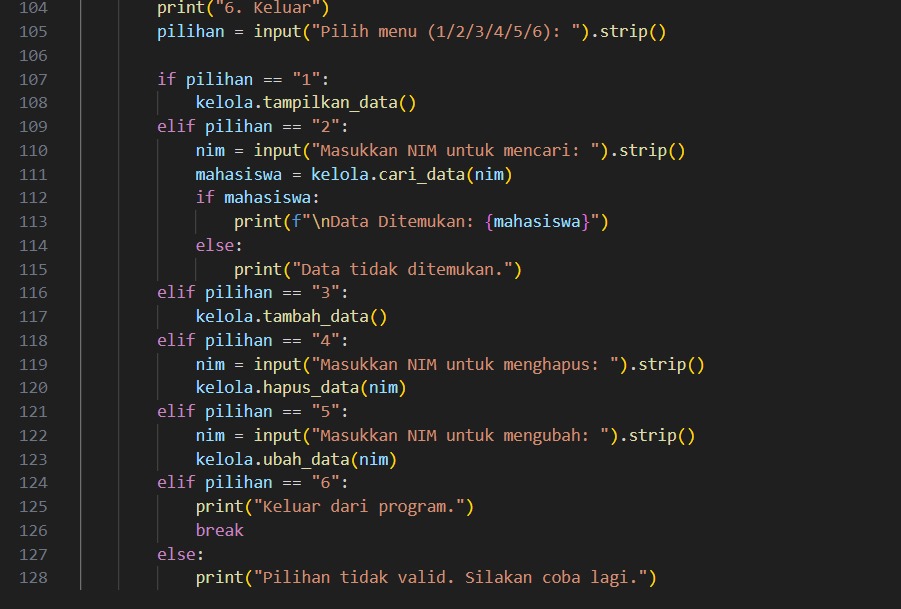 104 print("6. Keluar")
105 pilihan = input("Pilih menu (1/2/3/4/5/6): ").strip()
106
107 if pilihan == "1":
108 kelola.tampilkan_data()
109 elif pilihan == "2":
110 nim = input("Masukkan NIM untuk mencari: ").strip()
111 mahasiswa = kelola.cari_data(nim)
112 if mahasiswa:
113 print(f"\nData Ditemukan: {mahasiswa}")
114 else:
115 print("Data tidak ditemukan.")
116 elif pilihan == "3":
117 kelola.tambah_data()
118 elif pilihan == "4":
119 nim = input("Masukkan NIM untuk menghapus: ").strip()
120 kelola.hapus_data(nim)
121 elif pilihan == "5":
122 nim = input("Masukkan NIM untuk mengubah: ").strip()
123 kelola.ubah_data(nim)
124 elif pilihan == "6":
125 print("Keluar dari program.")
126 break
127 else:
128 print("Pilihan tidak valid. Silakan coba lagi.")